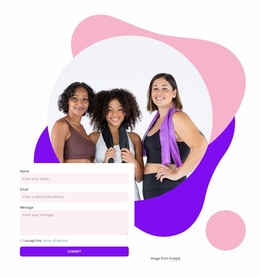 Name
Enter your Name
Email
Enter a valid email address
Message
Enter your message
I accept the Terms of Service
SUBMIT
Image from Freepik